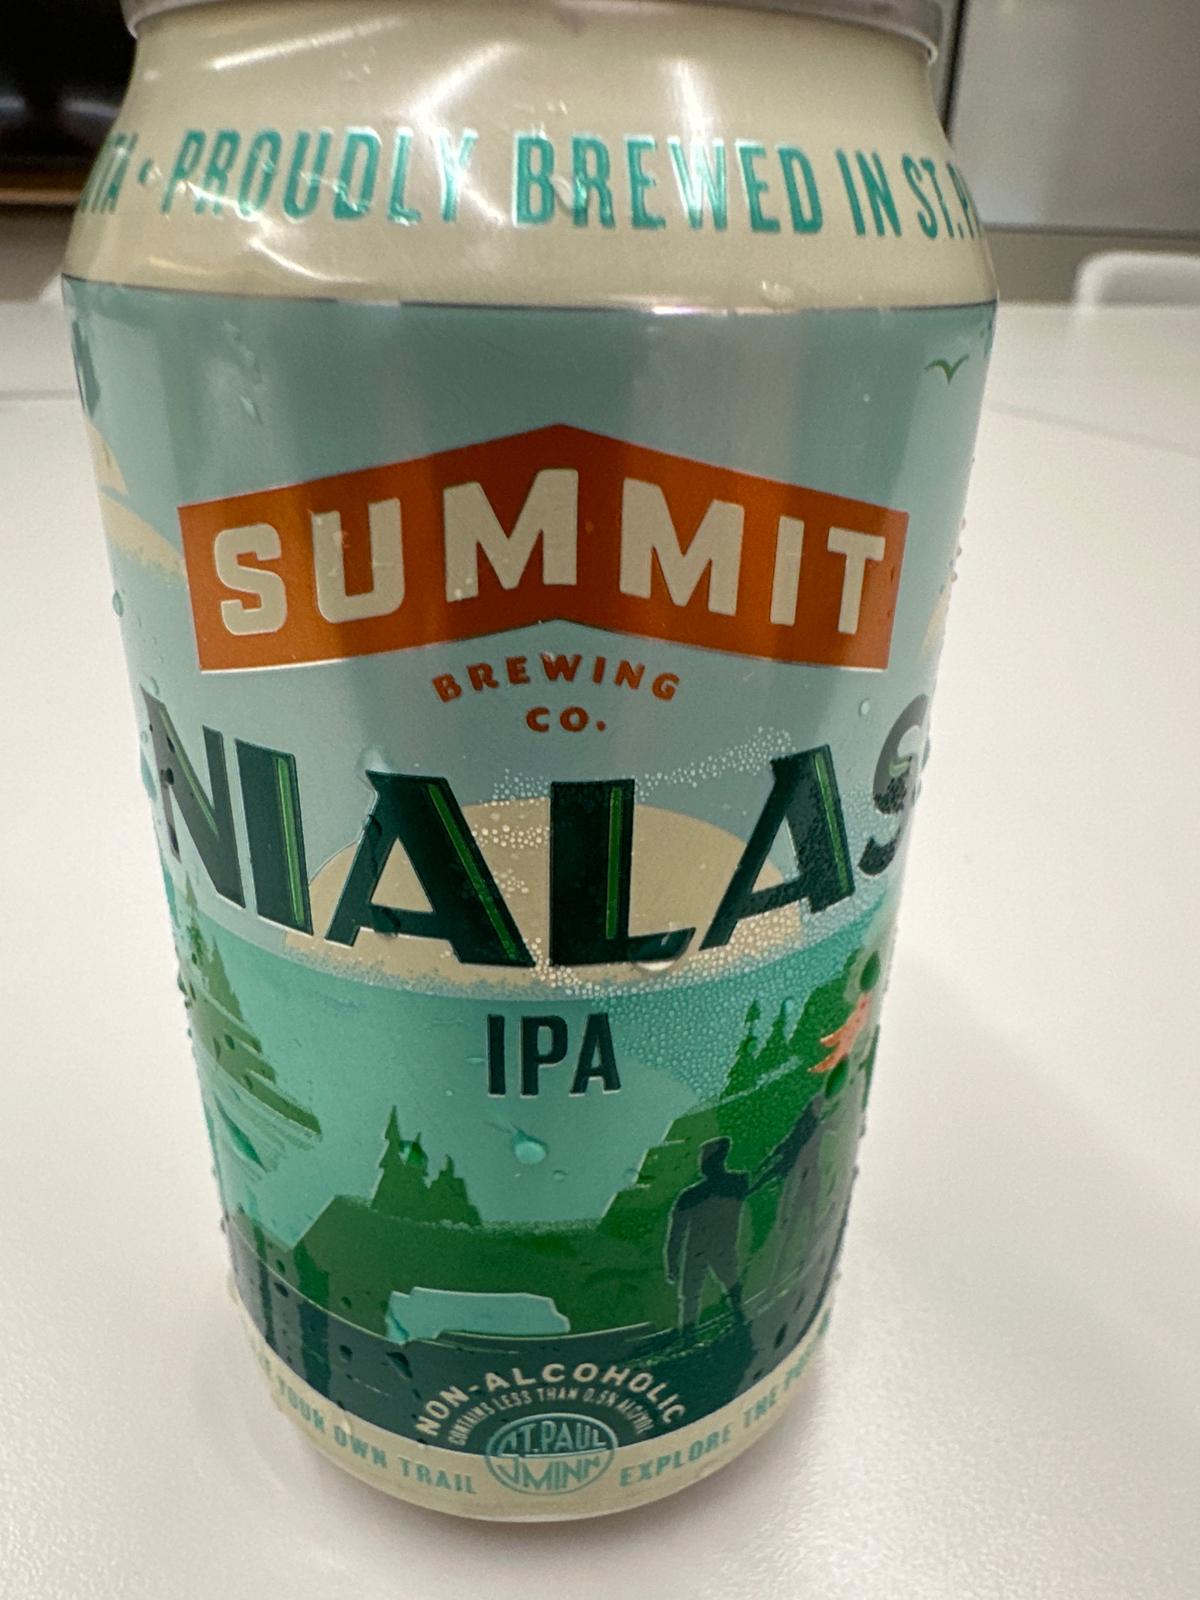 PROUDLY BREWED IN ST.
SUMMIT
BREWING
CO.
NIALAS
IPA
NON-ALCOHOLIC
CONTAINS LESS THAN 0.5% ALC/VOL
YOUR OWN TRAIL
ST. PAUL
MINN
EXPLORE THE